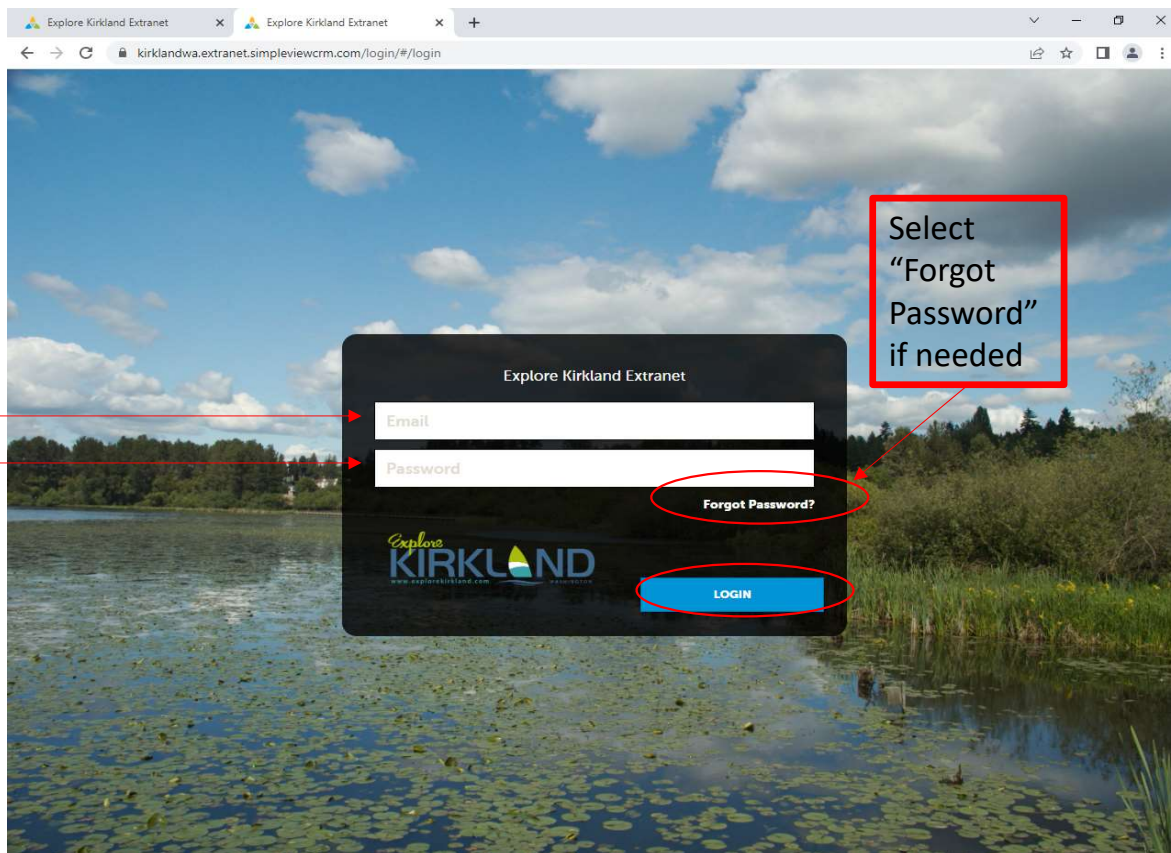 Explore Kirkland Extranet
Explore Kirkland Extranet
kirklandwa.extranet.simpleviewcrm.com/login/#/login
Select
“Forgot
Password”
if needed
Explore Kirkland Extranet
Email
Password
Forgot Password?
Explore
KIRKLAND
www.explorekirkland.com WASHINGTON
LOGIN